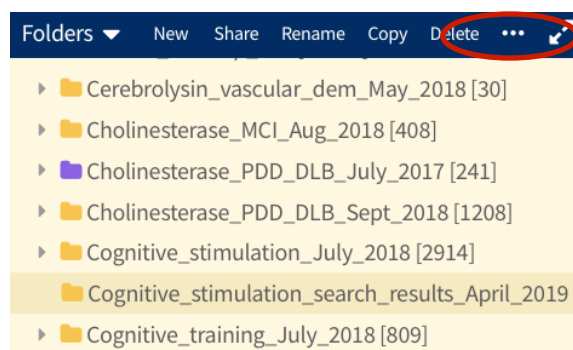 Folders New Share Rename Copy Delete •••
Cerebrolysin_vascular_dem_May_2018 [30]
Cholinesterase_MCI_Aug_2018 [408]
Cholinesterase_PDD_DLB_July_2017 [241]
Cholinesterase_PDD_DLB_Sept_2018 [1208]
Cognitive_stimulation_July_2018 [2914]
Cognitive_stimulation_search_results_April_2019
Cognitive_training_July_2018 [809]